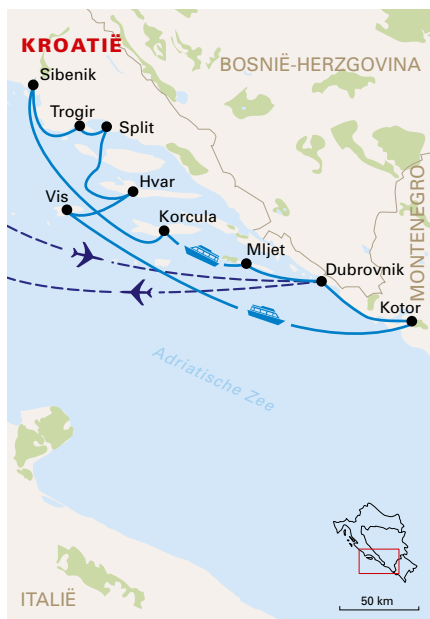 KROATIË
BOSNIË-HERZGOVINA
Sibenik
Trogir
Split
Hvar
Vis
Korcula
MONTENEGRO
Mljet
Dubrovnik
Kotor
Adriatische Zee
ITALIË
50 km